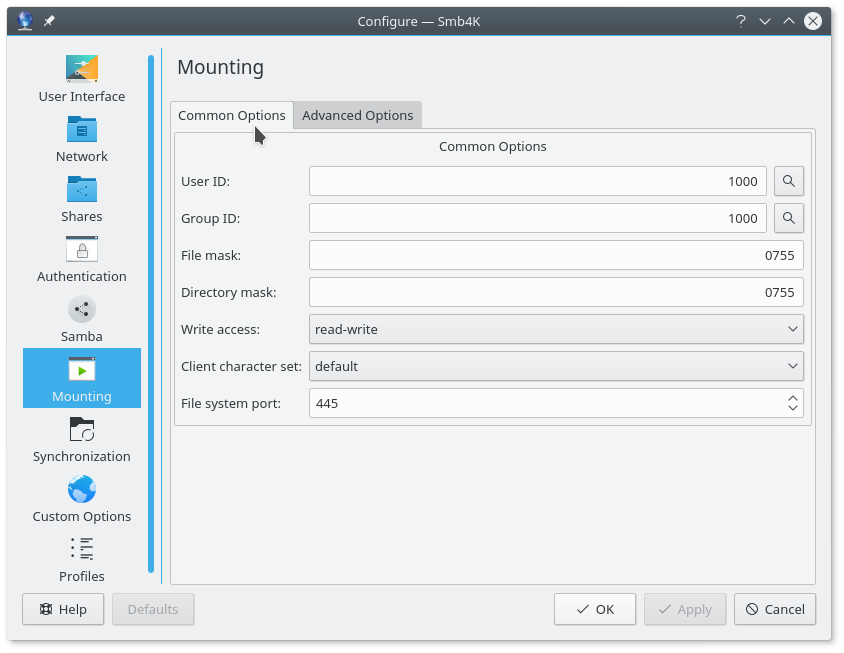 Configure — Smb4K
User Interface
Network
Shares
Authentication
Samba
Mounting
Synchronization
Custom Options
Profiles
Mounting
Common Options
Advanced Options
Common Options
User ID: 1000
Group ID: 1000
File mask: 0755
Directory mask: 0755
Write access: read-write
Client character set: default
File system port: 445
Help
Defaults
OK
Apply
Cancel